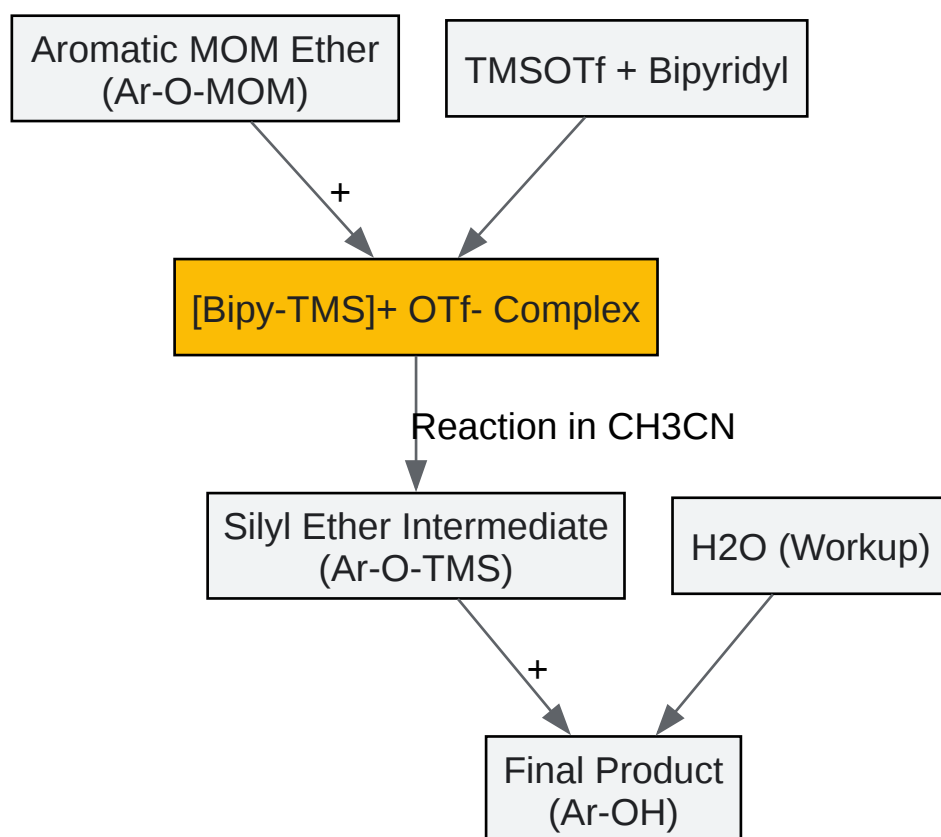 Aromatic MOM Ether
(Ar-O-MOM)
TMSOTf + Bipyridyl
+
[Bipy-TMS]+ OTf- Complex
Reaction in CH3CN
Silyl Ether Intermediate
(Ar-O-TMS)
H2O (Workup)
+
Final Product
(Ar-OH)